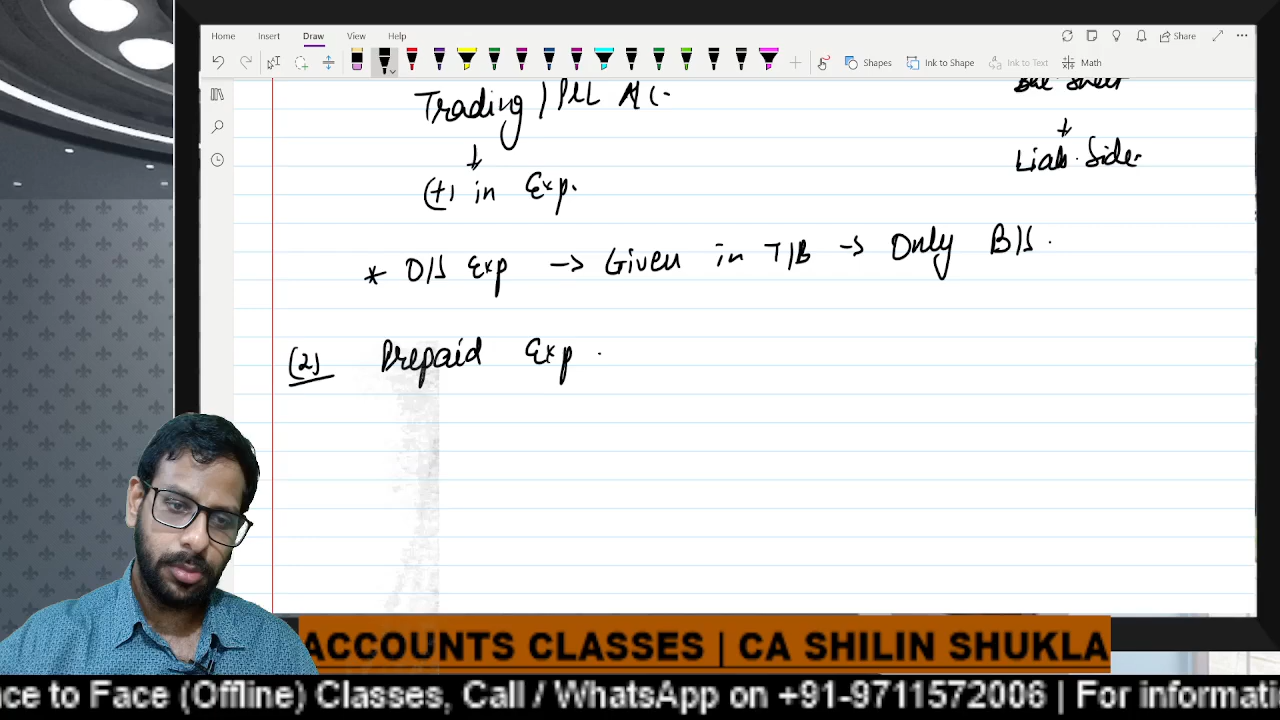 Home Insert Draw View Help Share
Shapes Ink to Shape Ink to Text Math
Trading / P&L A/C.
Bal Sheet
Liab. Side.
(+) in Exp.
* O/S Exp → Given in T/B → Only B/S.
(2) Prepaid Exp.
ACCOUNTS CLASSES | CA SHILIN SHUKLA
ce to Face (Offline) Classes, Call / WhatsApp on +91-9711572006 | For informati